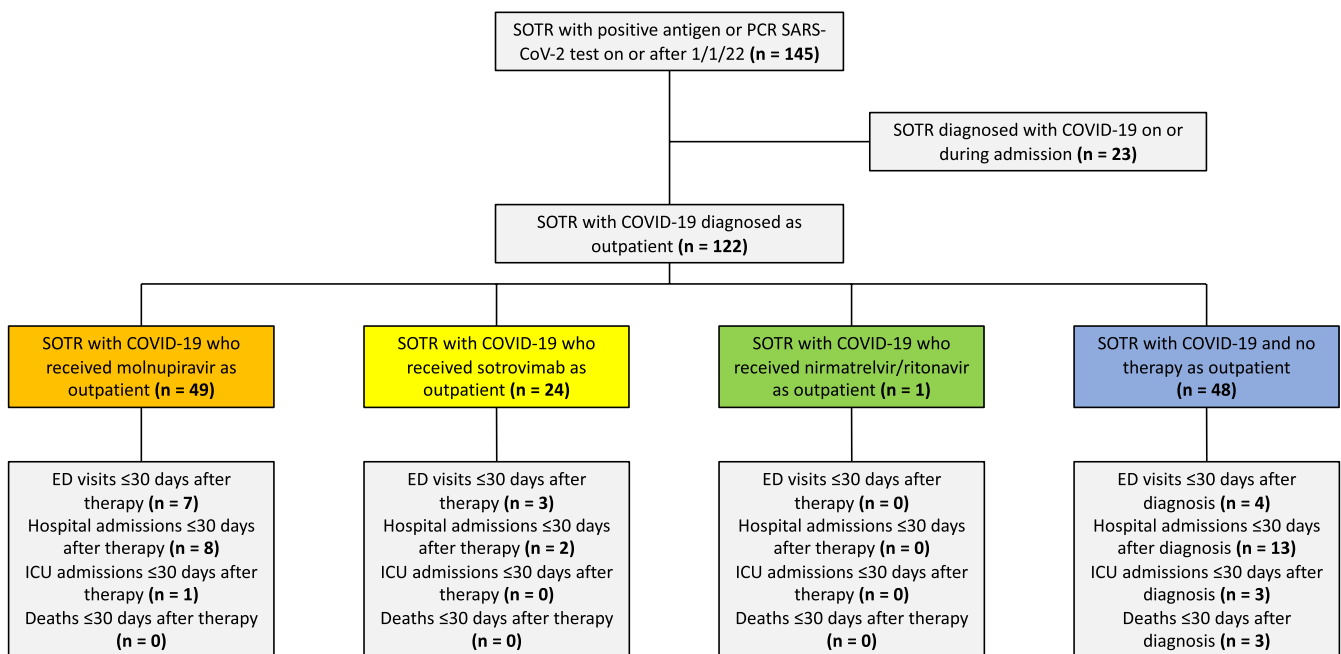 SOTR with positive antigen or PCR SARS-
CoV-2 test on or after 1/1/22 (n = 145)
SOTR diagnosed with COVID-19 on or
during admission (n = 23)
SOTR with COVID-19 diagnosed as
outpatient (n = 122)
SOTR with COVID-19 who
received molnupiravir as
outpatient (n = 49)
SOTR with COVID-19 who
received sotrovimab as
outpatient (n = 24)
SOTR with COVID-19 who
received nirmatrelvir/ritonavir
as outpatient (n = 1)
SOTR with COVID-19 and no
therapy as outpatient
(n = 48)
ED visits ≤30 days after
therapy (n = 7)
Hospital admissions ≤30 days
after therapy (n = 8)
ICU admissions ≤30 days after
therapy (n = 1)
Deaths ≤30 days after therapy
(n = 0)
ED visits ≤30 days after
therapy (n = 3)
Hospital admissions ≤30 days
after therapy (n = 2)
ICU admissions ≤30 days after
therapy (n = 0)
Deaths ≤30 days after therapy
(n = 0)
ED visits ≤30 days after
therapy (n = 0)
Hospital admissions ≤30 days
after therapy (n = 0)
ICU admissions ≤30 days after
therapy (n = 0)
Deaths ≤30 days after therapy
(n = 0)
ED visits ≤30 days after
diagnosis (n = 4)
Hospital admissions ≤30 days
after diagnosis (n = 13)
ICU admissions ≤30 days after
diagnosis (n = 3)
Deaths ≤30 days after
diagnosis (n = 3)